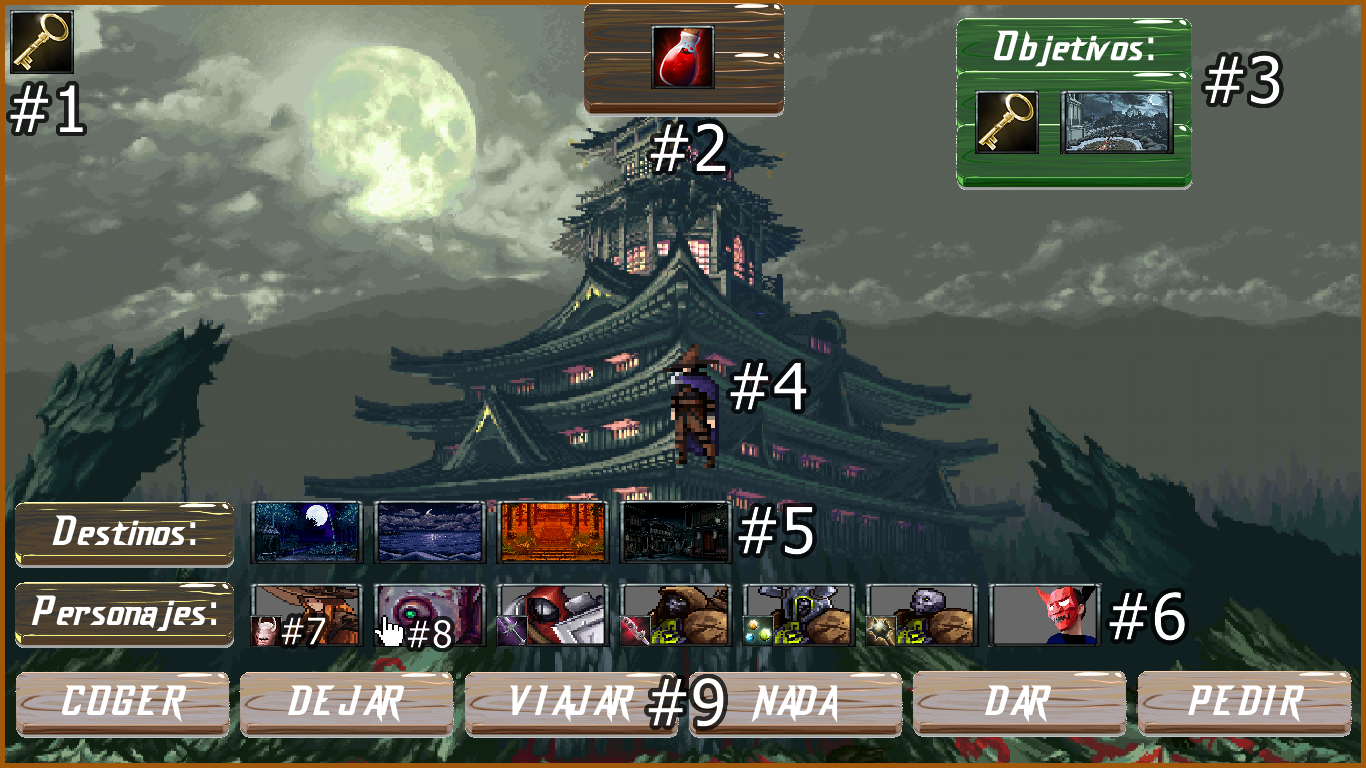 #1
#2
Objetivos:
#3
#4
Destinos:
#5
Personajes:
#7
#8
#6
COGER
DEJAR
VIAJAR
#9
NADA
DAR
PEDIR